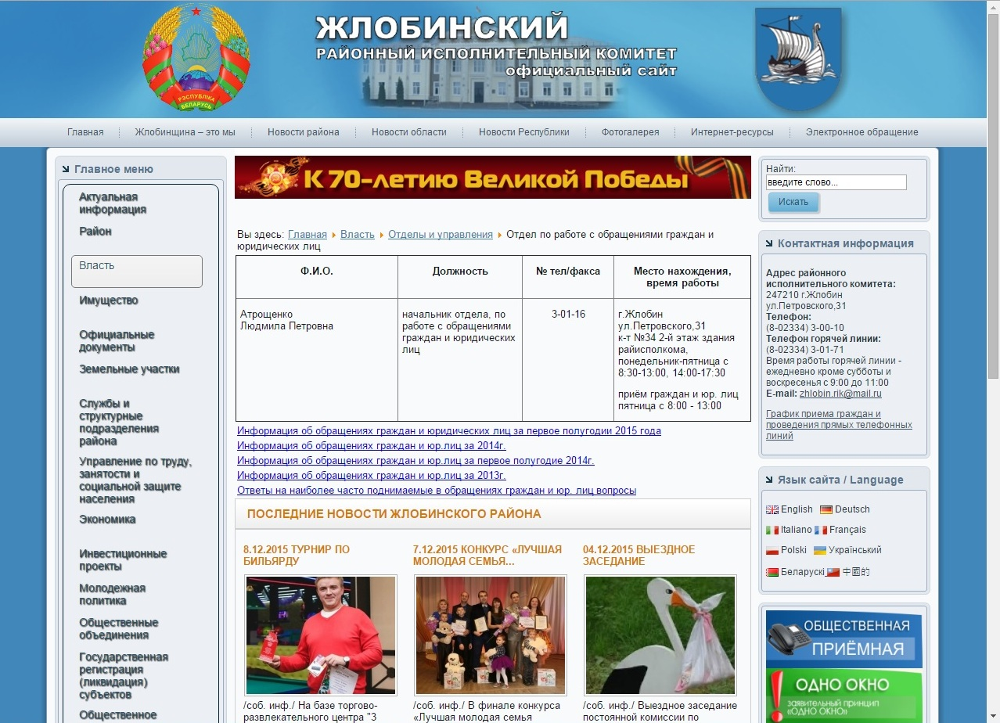 РЭСПУБЛІКА
БЕЛАРУСЬ
ЖЛОБИНСКИЙ
РАЙОННЫЙ ИСПОЛНИТЕЛЬНЫЙ КОМИТЕТ
официальный сайт
Главная
Жлобинщина – это мы
Новости района
Новости области
Новости Республики
Фотогалерея
Интернет-ресурсы
Электронное обращение
Главное меню
Актуальная
информация
Район
Власть
Имущество
Официальные
документы
Земельные участки
Службы и
структурные
подразделения
района
Управление по труду,
занятости и
социальной защите
населения
Экономика
Инвестиционные
проекты
Молодежная
политика
Общественные
объединения
Государственная
регистрация
(ликвидация)
субъектов
Общественное
К 70-летию Великой Победы
Вы здесь: Главная Власть Отделы и управления Отдел по работе с обращениями граждан и
юридических лиц
Ф.И.О.
Должность
№ тел/факса
Место нахождения,
время работы
Атрощенко
Людмила Петровна
начальник отдела, по
работе с обращениями
граждан и юридических
лиц
3-01-16
г.Жлобин
ул.Петровского,31
к-т №34 2-й этаж здания
райисполкома,
понедельник-пятница с
8:30-13:00, 14:00-17:30
приём граждан и юр. лиц
пятница с 8:00 - 13:00
Информация об обращениях граждан и юридических лиц за первое полугодии 2015 года
Информация об обращениях граждан и юр.лиц за 2014г.
Информация об обращениях граждан и юр.лиц за первое полугодие 2014г.
Информация об обращениях граждан и юр.лиц за 2013г.
Ответы на наиболее часто поднимаемые в обращениях граждан и юр. лиц вопросы
ПОСЛЕДНИЕ НОВОСТИ ЖЛОБИНСКОГО РАЙОНА
8.12.2015 ТУРНИР ПО
БИЛЬЯРДУ
/соб. инф./ На базе торгово-
развлекательного центра "3
7.12.2015 КОНКУРС «ЛУЧШАЯ
МОЛОДАЯ СЕМЬЯ...
/соб. инф./ В финале конкурса
«Лучшая молодая семья
04.12.2015 ВЫЕЗДНОЕ
ЗАСЕДАНИЕ
/соб. инф./ Выездное заседание
постоянной комиссии по
Найти:
введите слово...
Искать
Контактная информация
Адрес районного
исполнительного комитета:
247210 г.Жлобин
ул.Петровского,31
Телефон:
(8-02334) 3-00-10
Телефон горячей линии:
(8-02334) 3-01-71
Время работы горячей линии -
ежедневно кроме субботы и
воскресенья с 9:00 до 11:00
E-mail: zhlobin.rik@mail.ru
График приема граждан и
проведения прямых телефонных
линий
Язык сайта / Language
English Deutsch
Italiano Français
Polski Український
Беларускі 中國的
ОБЩЕСТВЕННАЯ
ПРИЁМНАЯ
ОДНО ОКНО
заявительный принцип
«ОДНО ОКНО»